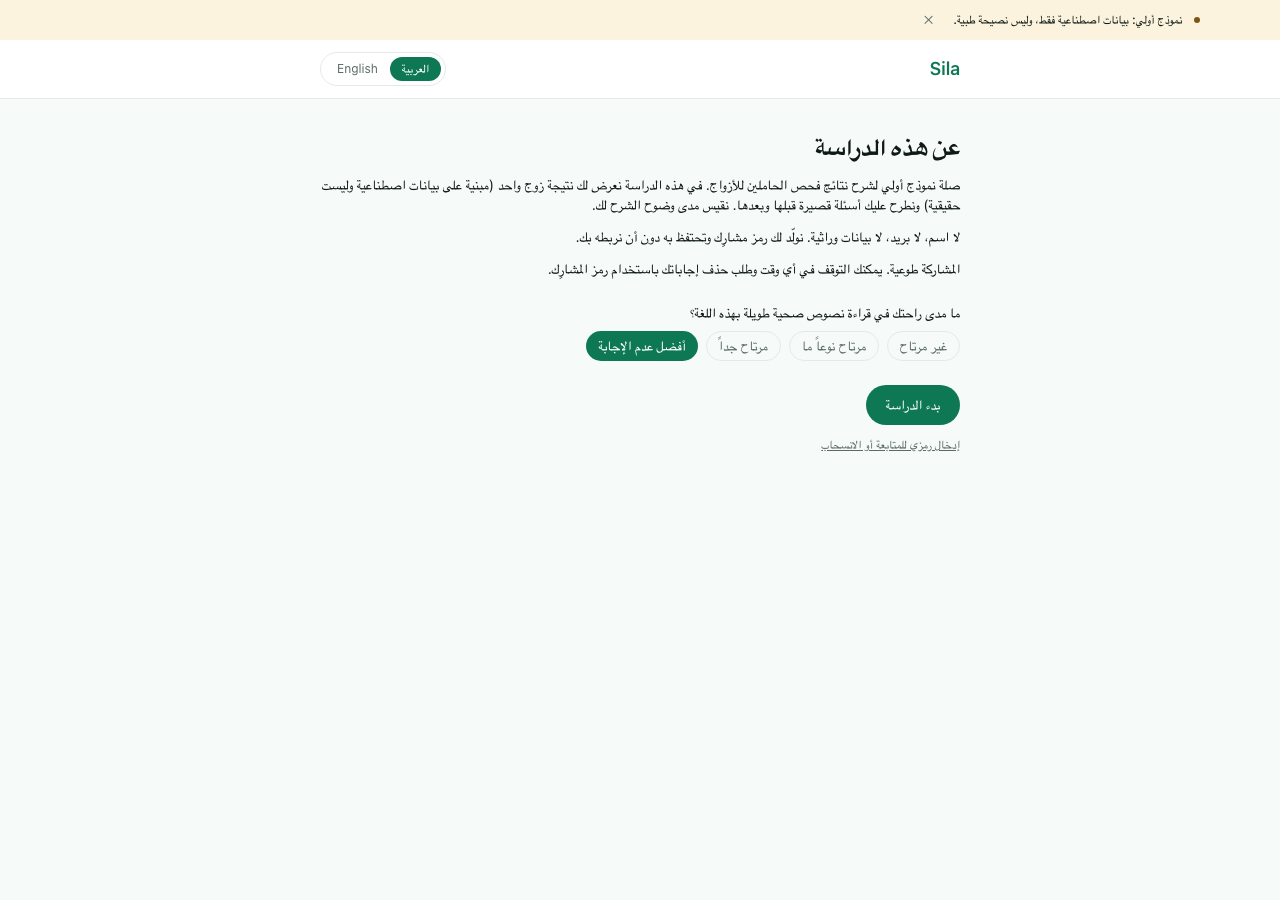 نموذج أولي: بيانات اصطناعية فقط، وليس نصيحة طبية. ×
Sila
العربية English
عن هذه الدراسة
صلة نموذج أولي لشرح نتائج فحص الحاملين للأزواج. في هذه الدراسة نعرض لك نتيجة زوج واحد (مبنية على بيانات اصطناعية وليست
حقيقية) ونطرح عليك أسئلة قصيرة قبلها وبعدها. نقيس مدى وضوح الشرح لك.
لا اسم، لا بريد، لا بيانات وراثية. نولّد لك رمز مشارك وتحتفظ به دون أن نربطه بك.
المشاركة طوعية. يمكنك التوقف في أي وقت وطلب حذف إجاباتك باستخدام رمز المشارِك.
ما مدى راحتك في قراءة نصوص صحية طويلة بهذه اللغة؟
غير مرتاح مرتاح نوعاً ما مرتاح جداً أفضل عدم الإجابة
بدء الدراسة
إدخال رمزي للمتابعة أو الانسحاب